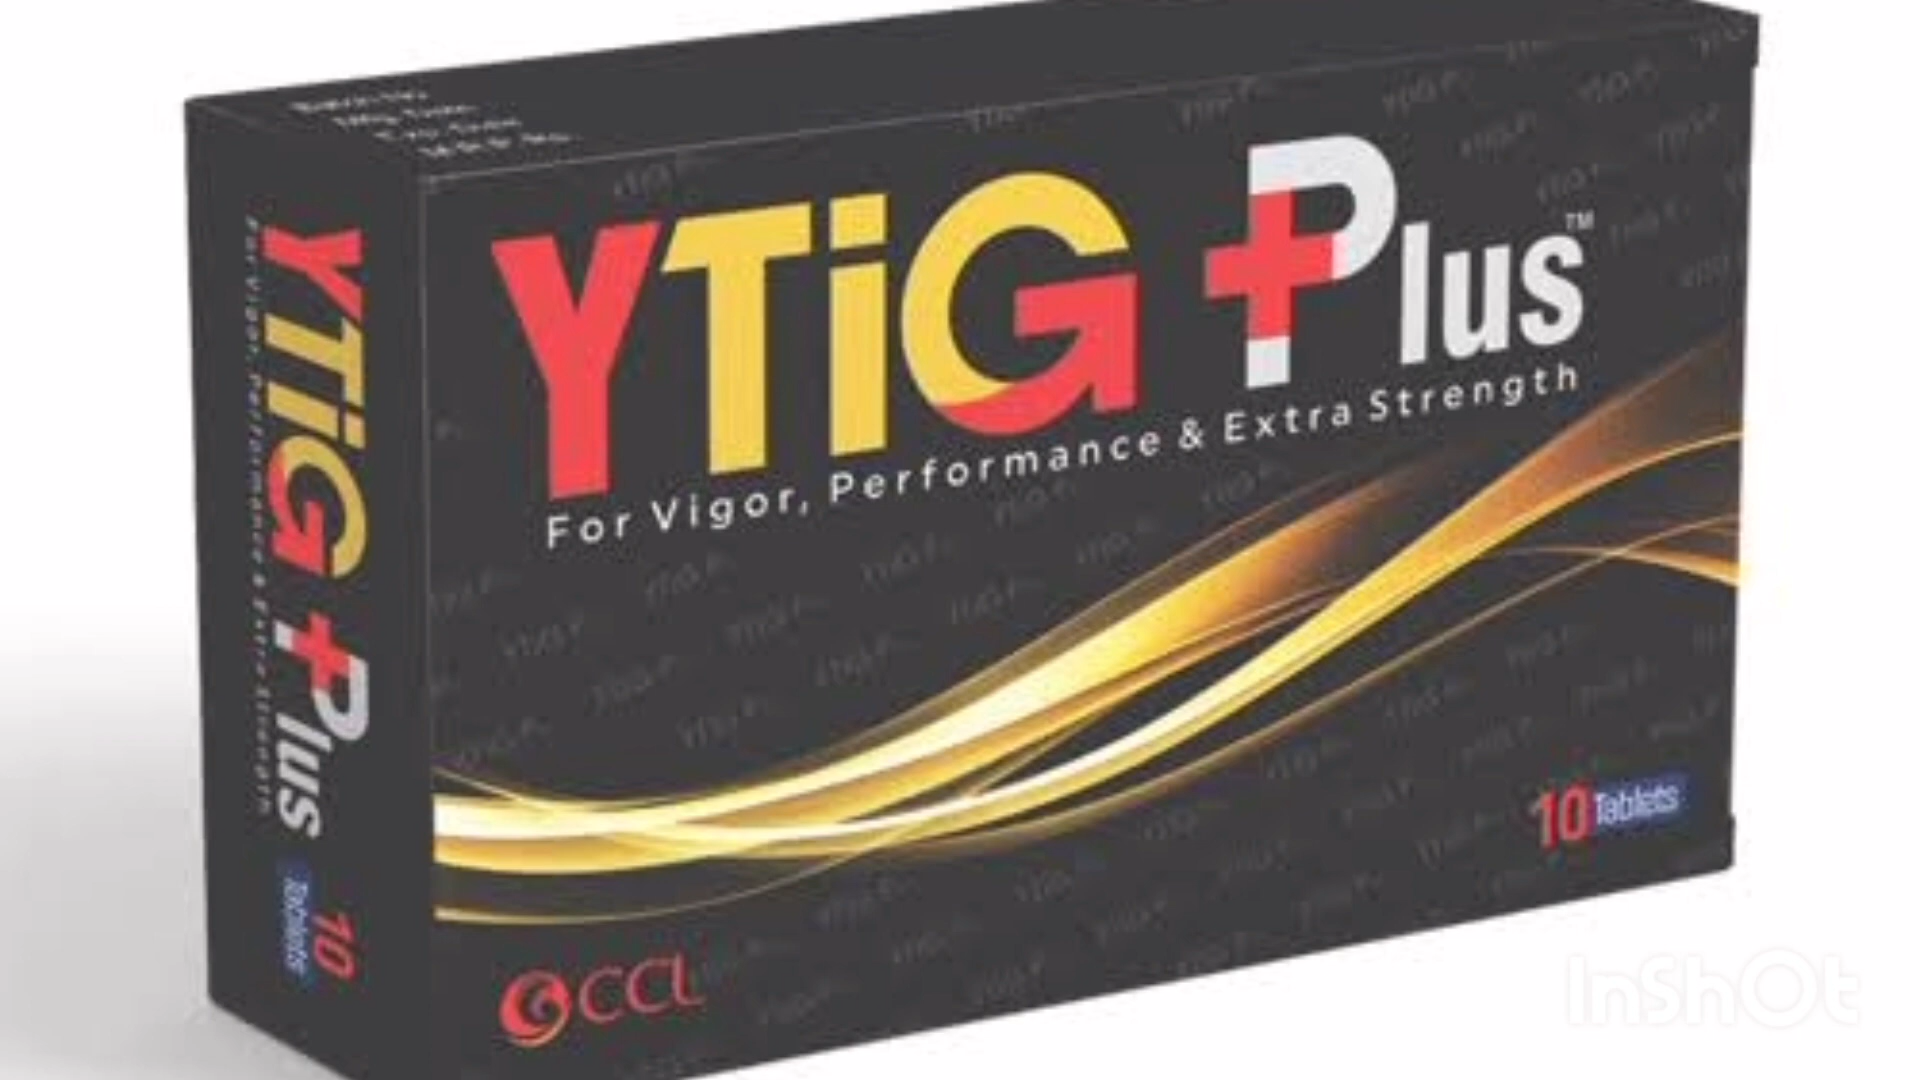 YTiG Plus™
For Vigor, Performance & Extra Strength
10 Tablets
CCL
YTiG Plus
For Vigor, Performance & Extra Strength
10 Tablets
InShOt